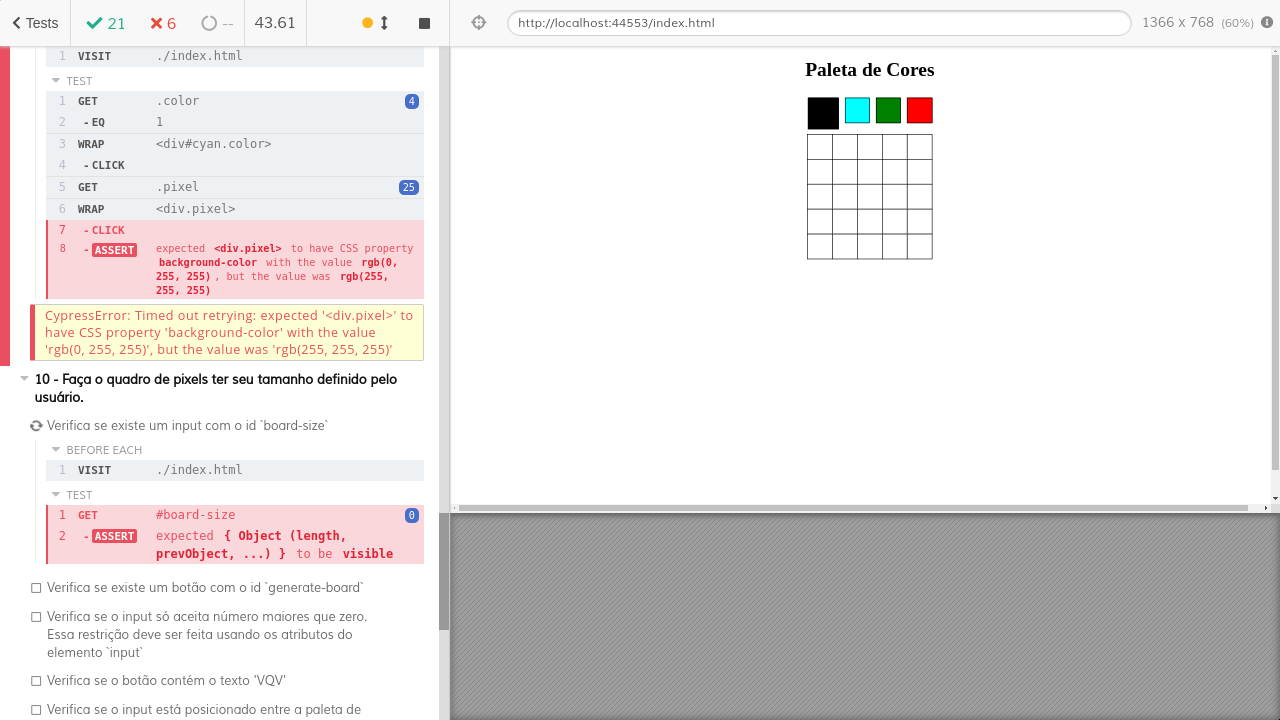 Tests 21 6 -- 43.61
http://localhost:44553/index.html 1366 x 768 (60%)
1 VISIT ./index.html
TEST
1 GET .color 4
2 - EQ 1
3 WRAP <div#cyan.color>
4 - CLICK
5 GET .pixel 25
6 WRAP <div.pixel>
7 - CLICK
8 - ASSERT expected <div.pixel> to have CSS property
background-color with the value rgb(0,
255, 255) , but the value was rgb(255,
255, 255)
CypressError: Timed out retrying: expected '<div.pixel>' to
have CSS property 'background-color' with the value
'rgb(0, 255, 255)', but the value was 'rgb(255, 255, 255)'
10 - Faça o quadro de pixels ter seu tamanho definido pelo
usuário.
Verifica se existe um input com o id `board-size`
BEFORE EACH
1 VISIT ./index.html
TEST
1 GET #board-size 0
2 - ASSERT expected { Object (length,
prevObject, ...) } to be visible
Verifica se existe um botão com o id `generate-board`
Verifica se o input só aceita número maiores que zero.
Essa restrição deve ser feita usando os atributos do
elemento `input`
Verifica se o botão contém o texto 'VQV'
Verifica se o input está posicionado entre a paleta de
Paleta de Cores